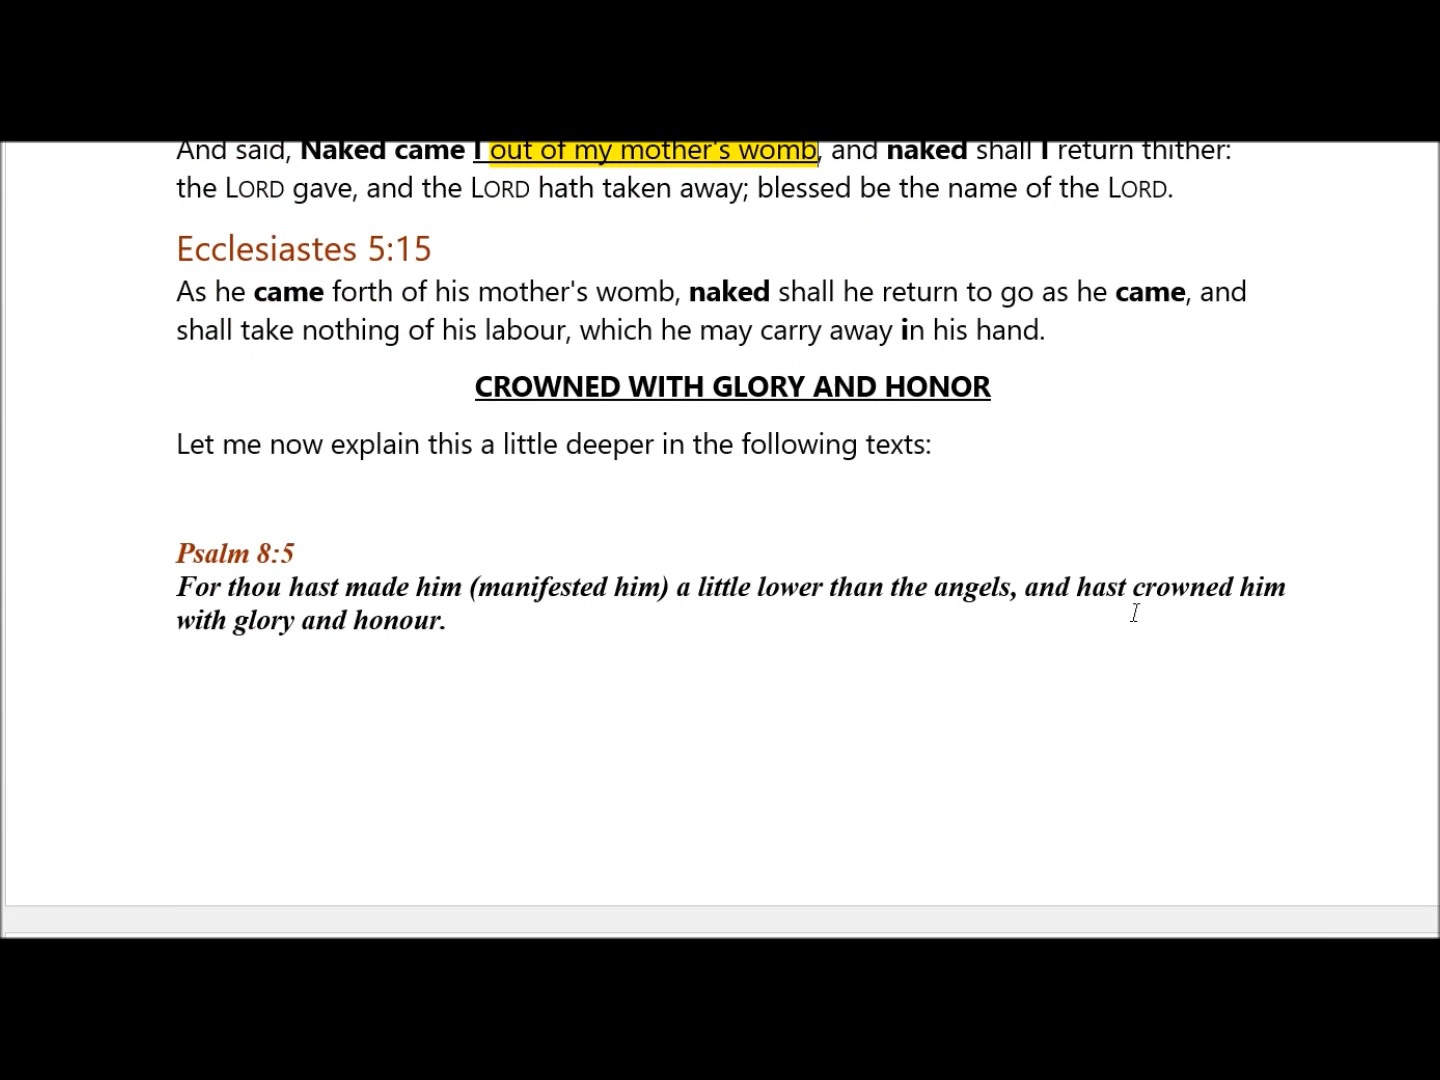 And said, Naked came I out of my mother's womb, and naked shall I return thither:
the LORD gave, and the LORD hath taken away; blessed be the name of the LORD.
Ecclesiastes 5:15
As he came forth of his mother's womb, naked shall he return to go as he came, and
shall take nothing of his labour, which he may carry away in his hand.
CROWNED WITH GLORY AND HONOR
Let me now explain this a little deeper in the following texts:
Psalm 8:5
For thou hast made him (manifested him) a little lower than the angels, and hast crowned him
with glory and honour.